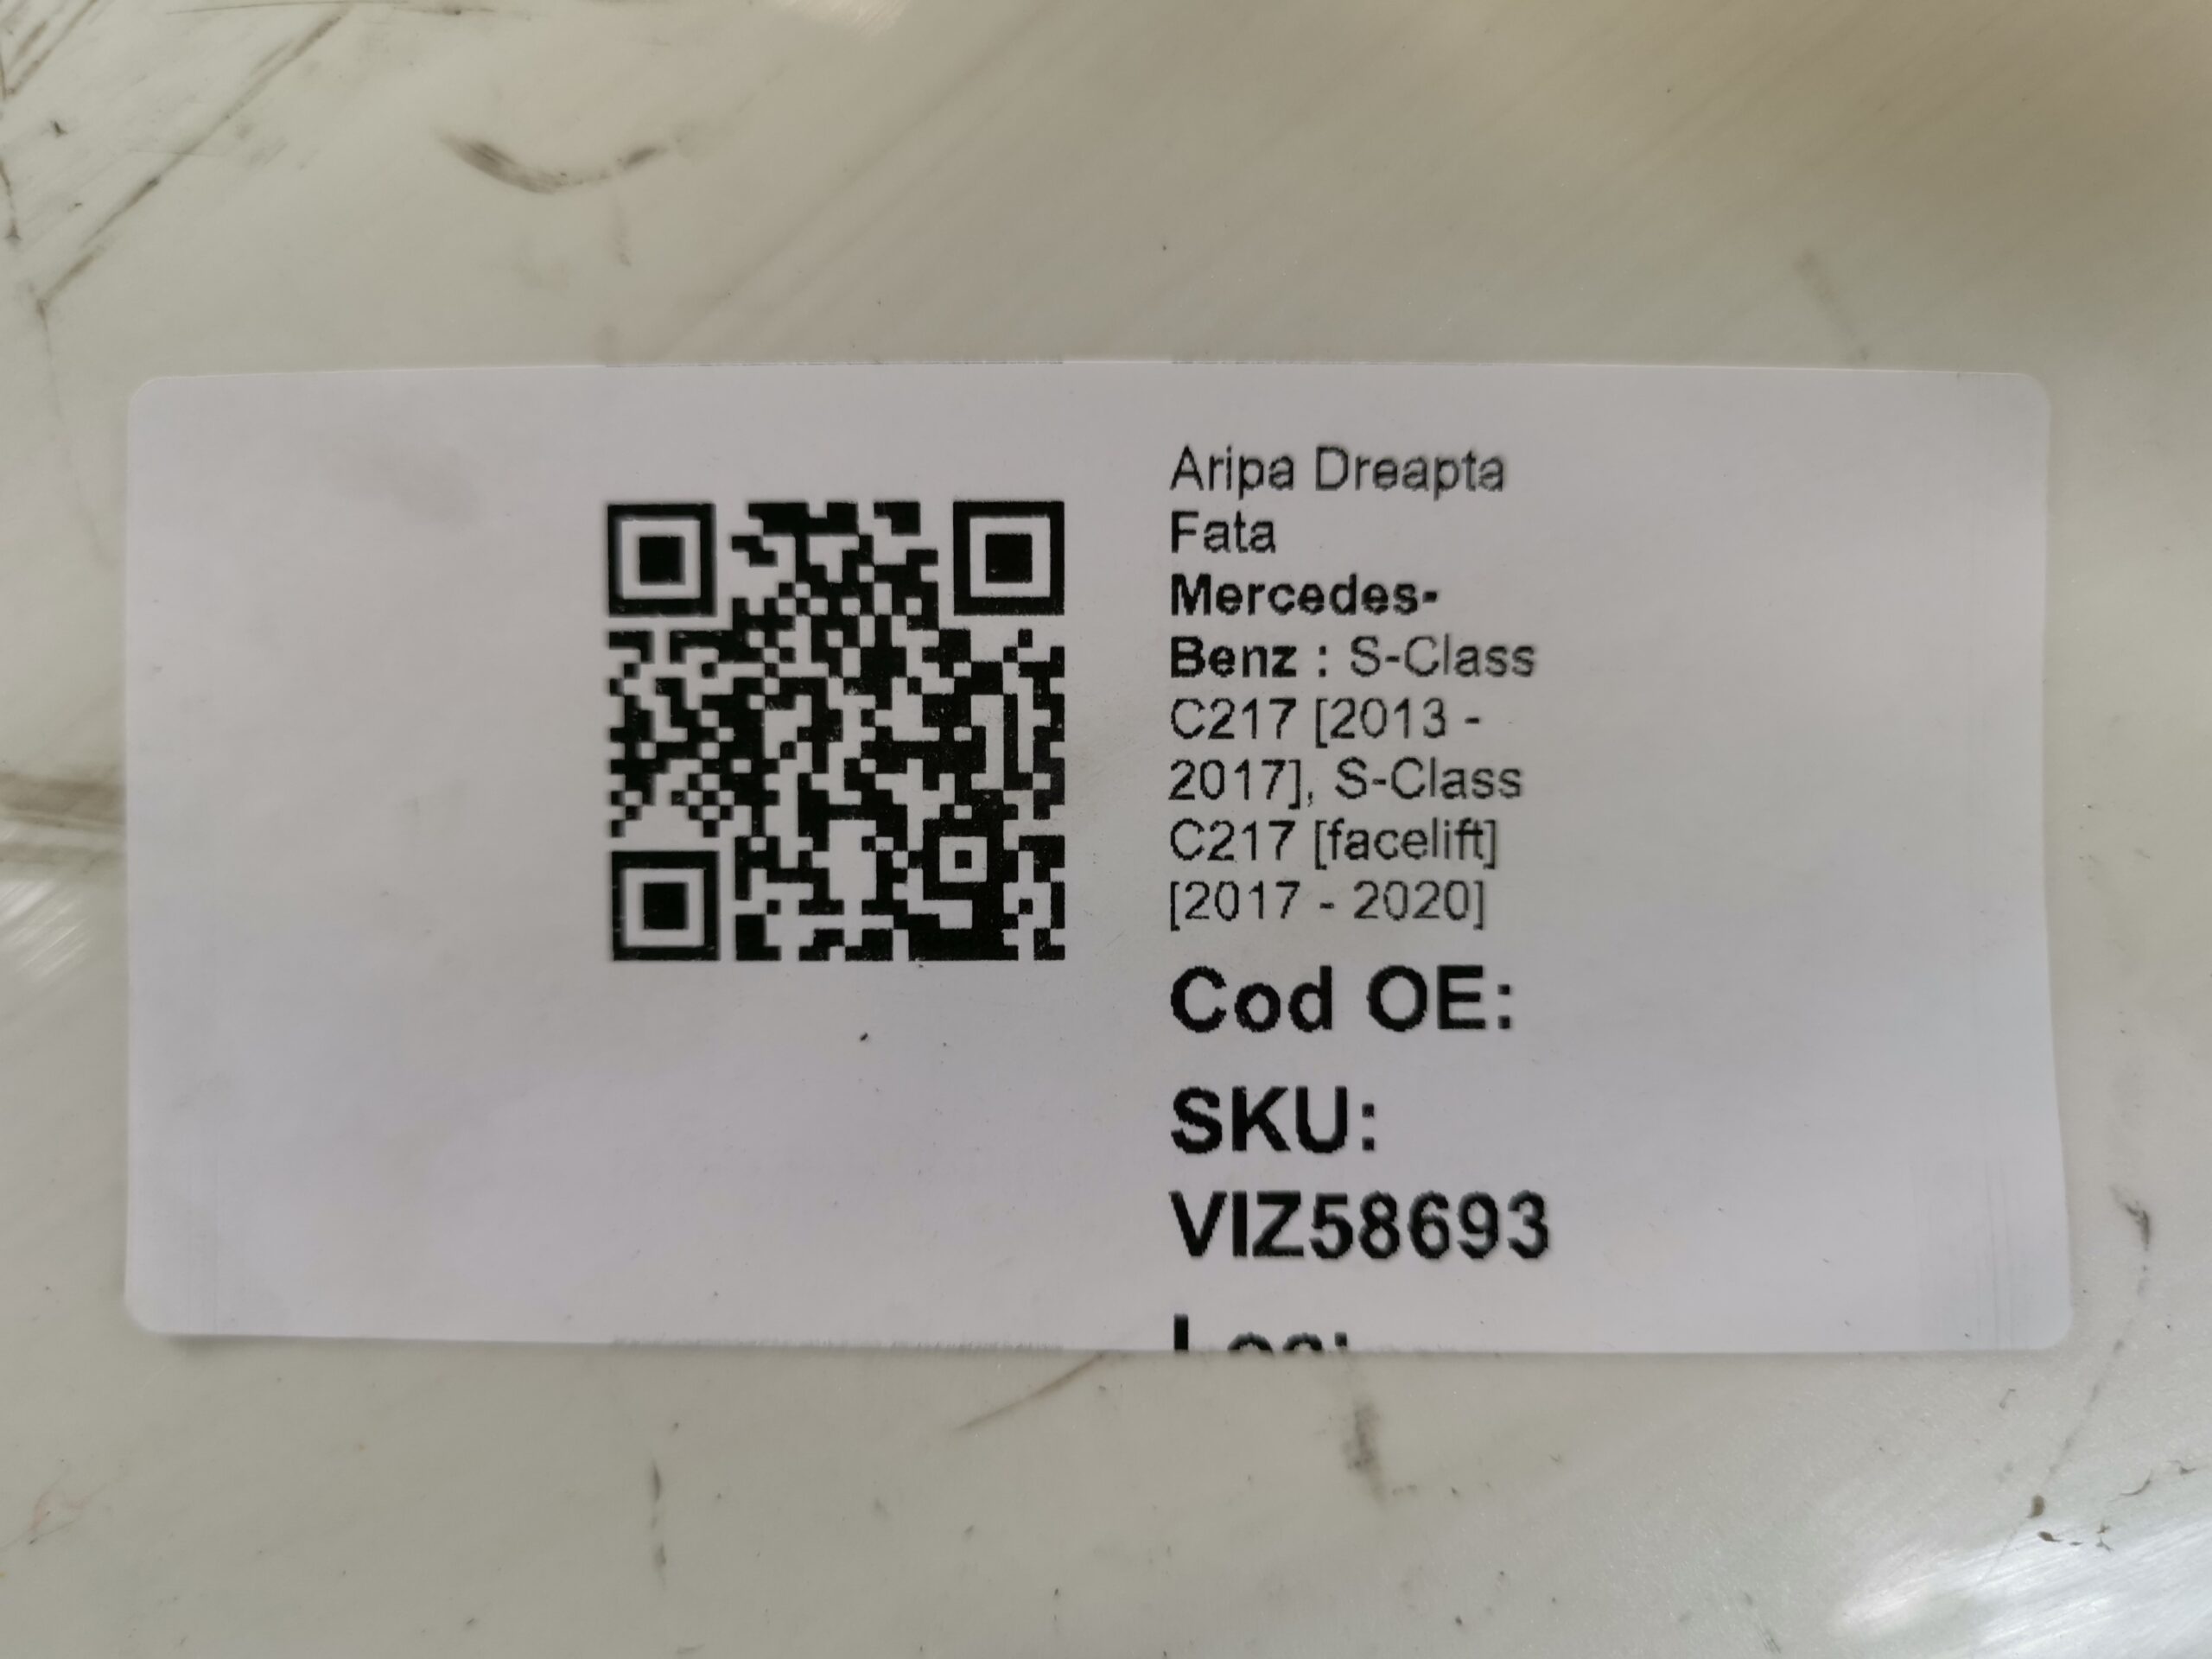 Aripa Dreapta
Fata
Mercedes-
Benz : S-Class
C217 [2013 -
2017], S-Class
C217 [facelift]
[2017 - 2020]
Cod OE:
SKU:
VIZ58693